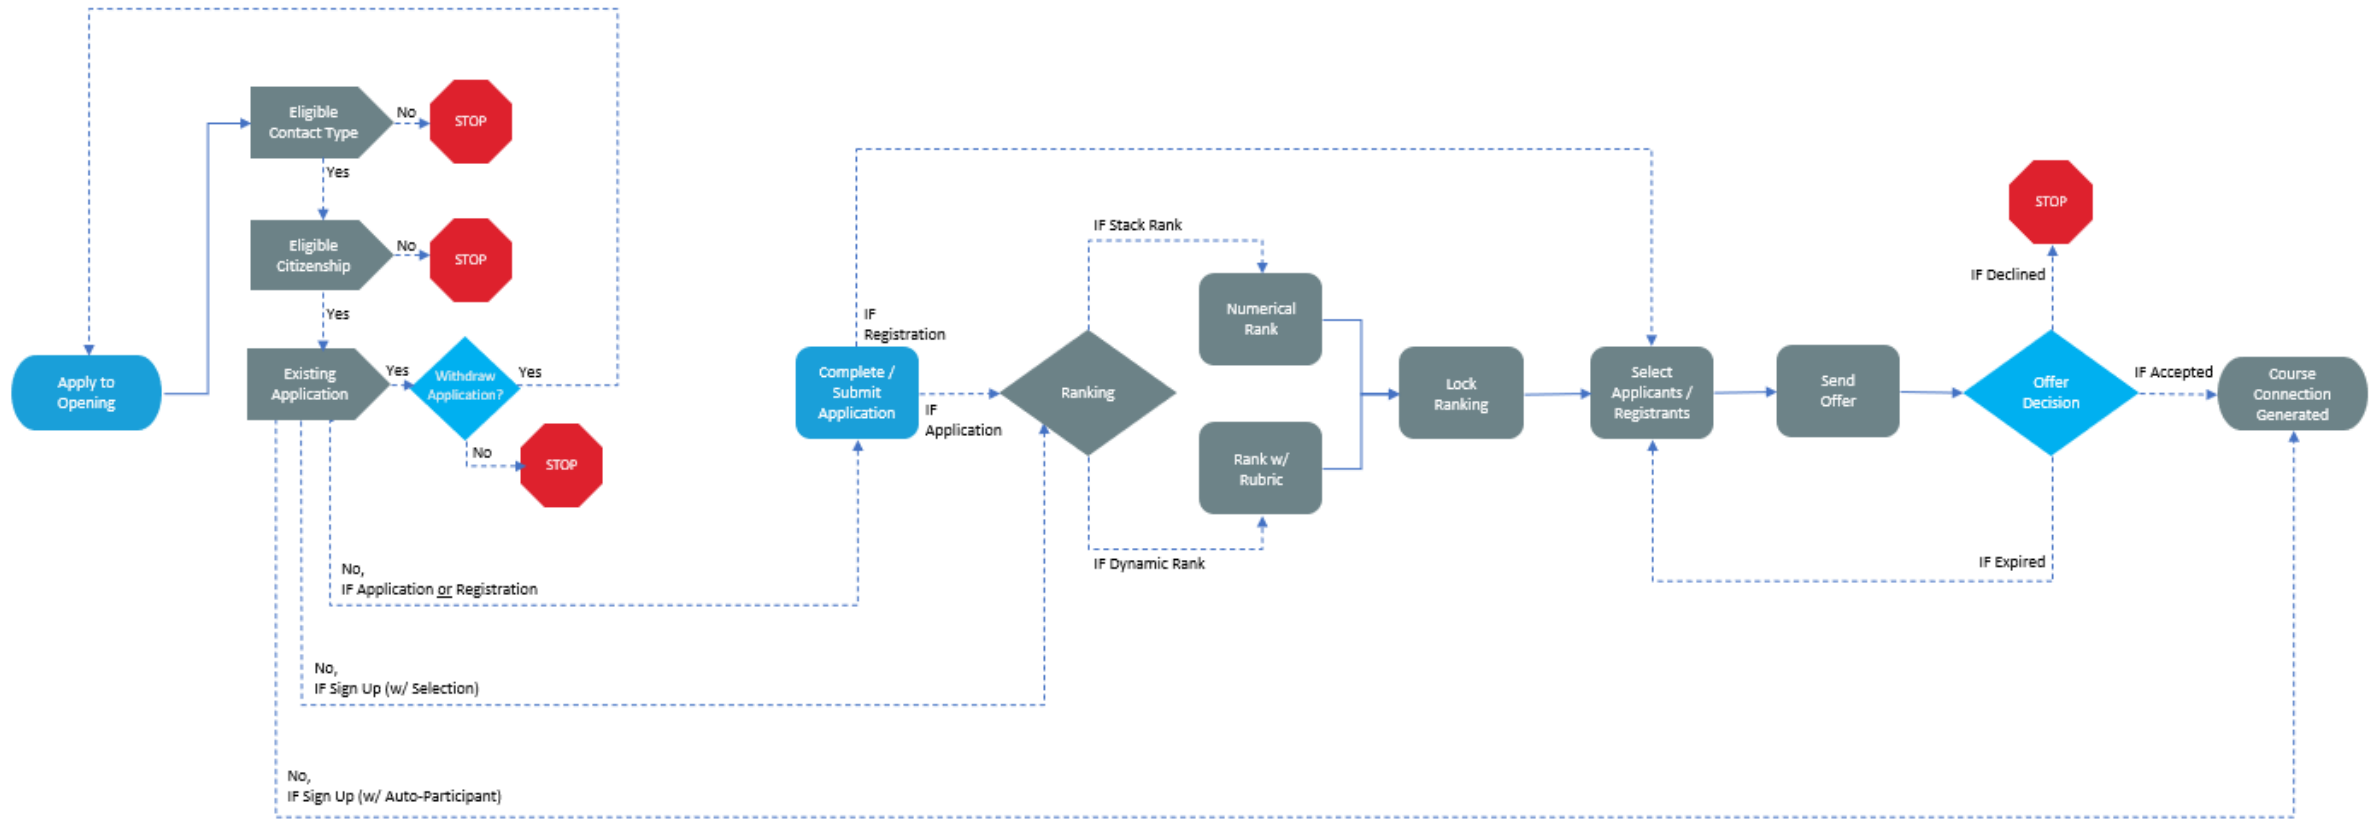 Eligible
Contact Type
No
STOP
Yes
Eligible
Citizenship
No
STOP
Yes
Apply to
Opening
Existing
Application
Yes
Withdraw
Application?
Yes
No
STOP
No,
IF Application or Registration
No,
IF Sign Up (w/ Selection)
No,
IF Sign Up (w/ Auto-Participant)
Complete /
Submit
Application
IF
Registration
IF
Application
Ranking
IF Stack Rank
Numerical
Rank
Rank w/
Rubric
IF Dynamic Rank
Lock
Ranking
Select
Applicants /
Registrants
Send
Offer
Offer
Decision
IF Declined
STOP
IF Accepted
IF Expired
Course
Connection
Generated